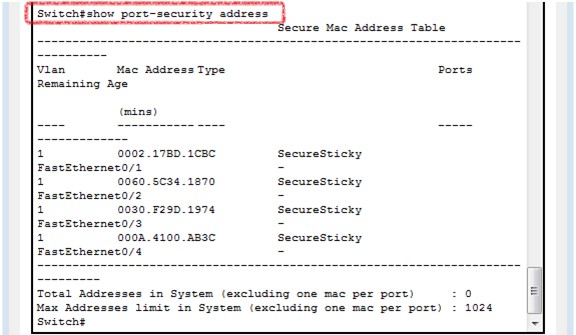 Switch#show port-security address
Secure Mac Address Table
-------------------------------------------------------------------------------
----------
Vlan Mac Address Type Ports
Remaining Age
(mins)
---- ----------- ---- -----
-------------
1 0002.17BD.1CBC SecureSticky
FastEthernet0/1 -
1 0060.5C34.1870 SecureSticky
FastEthernet0/2 -
1 0030.F29D.1974 SecureSticky
FastEthernet0/3 -
1 000A.4100.AB3C SecureSticky
FastEthernet0/4 -
-------------------------------------------------------------------------------
---------
Total Addresses in System (excluding one mac per port) : 0
Max Addresses limit in System (excluding one mac per port) : 1024
Switch#